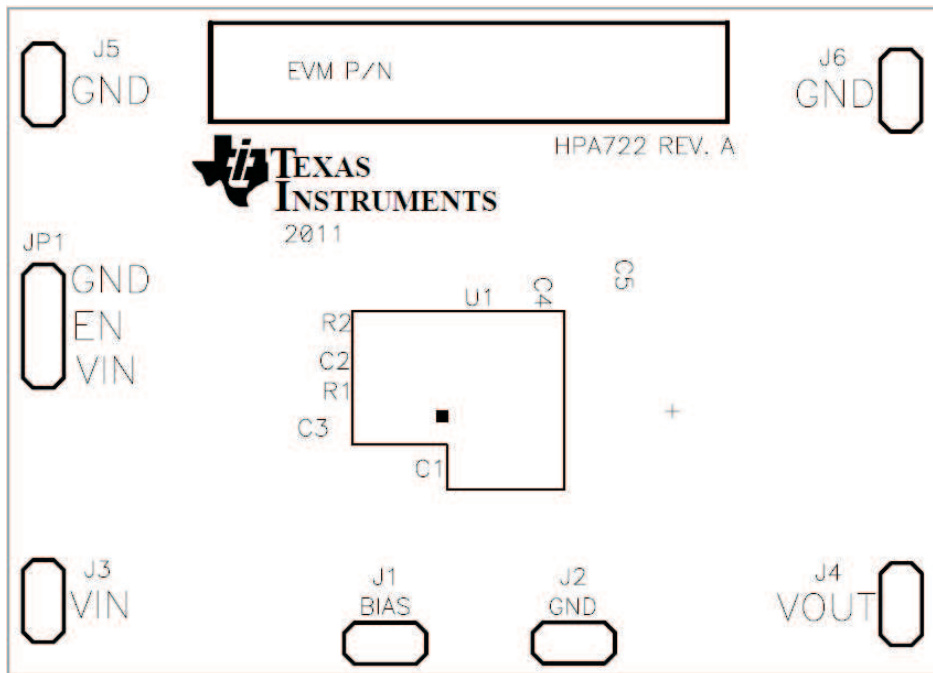 J5
GND
EVM P/N
J6
GND
HPA722 REV. A
TEXAS
INSTRUMENTS
2011
JP1
GND
EN
VIN
U1
C4
C5
R2
C2
R1
C3
C1
J3
VIN
J1
BIAS
J2
GND
J4
VOUT